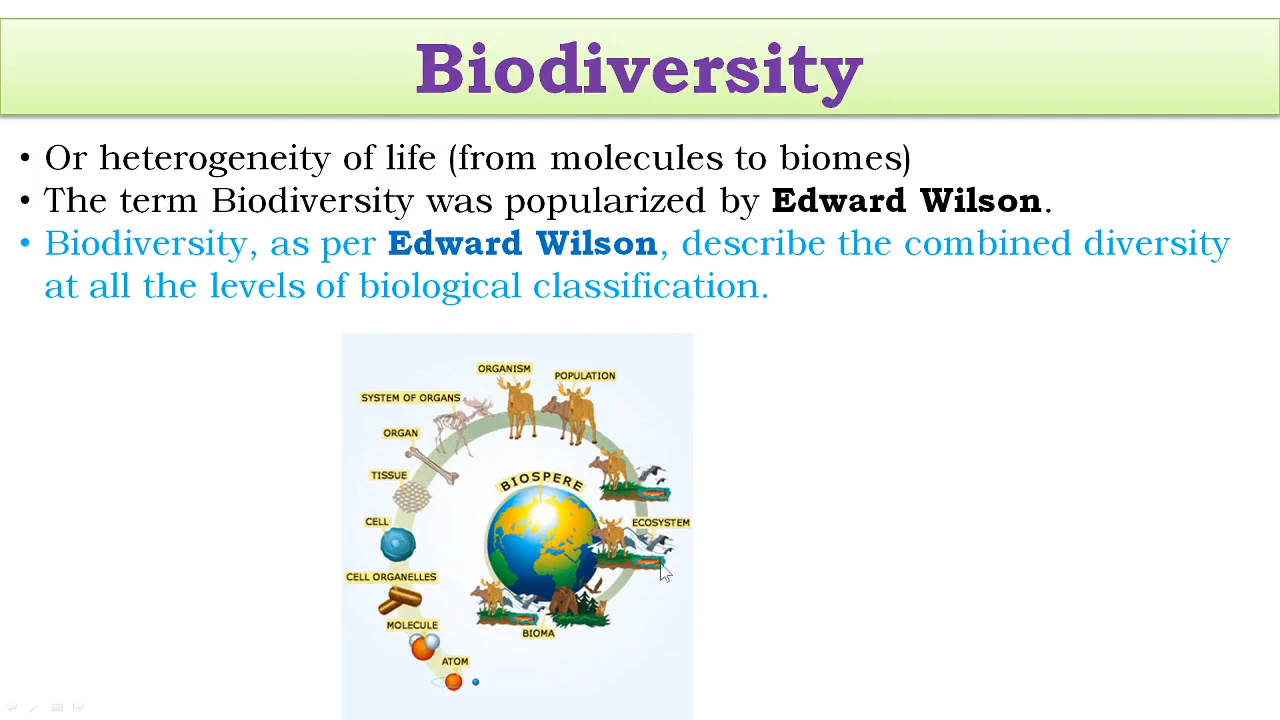 Biodiversity
• Or heterogeneity of life (from molecules to biomes)
• The term Biodiversity was popularized by Edward Wilson.
• Biodiversity, as per Edward Wilson, describe the combined diversity
at all the levels of biological classification.
ORGANISM
POPULATION
SYSTEM OF ORGANS
ORGAN
TISSUE
BIOSPERE
CELL
ECOSYSTEM
CELL ORGANELLES
MOLECULE
BIOMA
ATOM